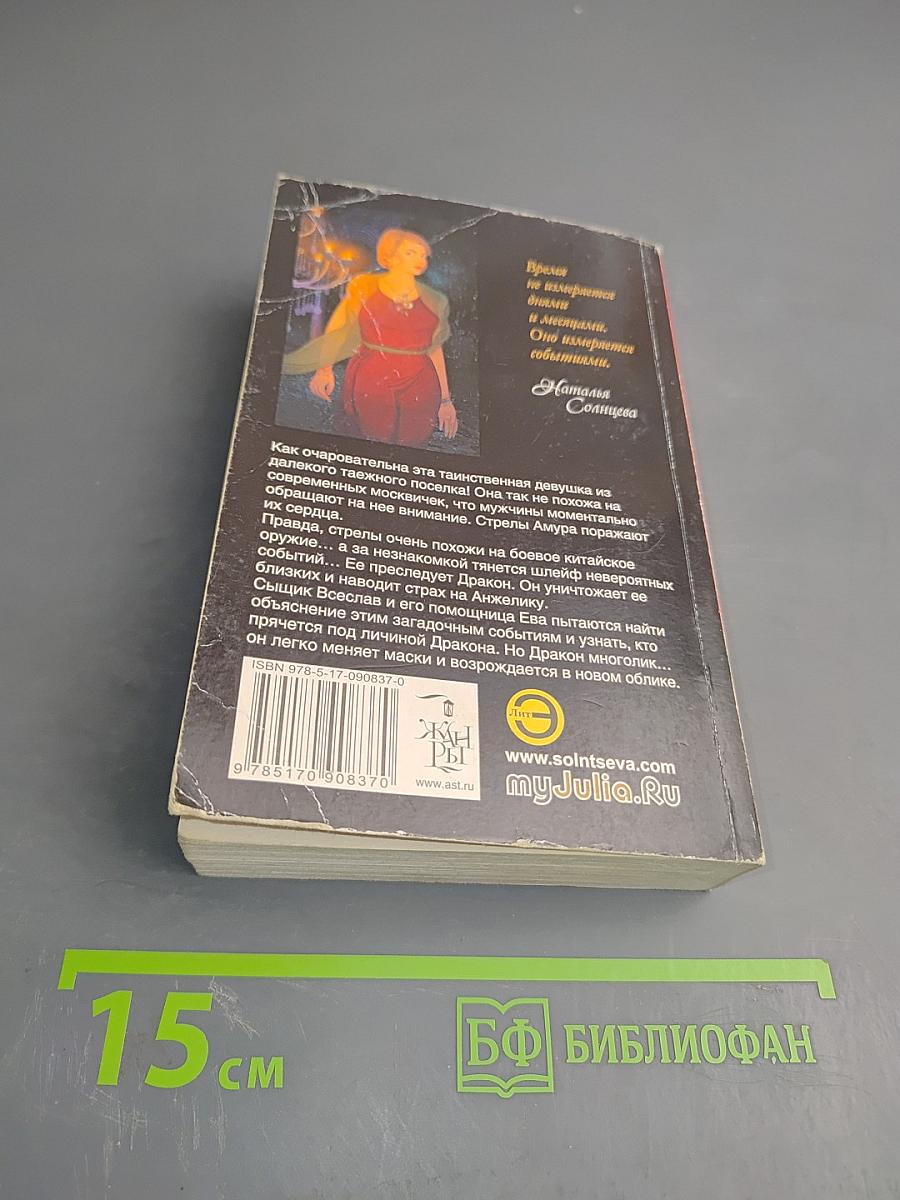 Время
не измеряется
днями
и месяцами.
Оно измеряется
событиями.
Наталья
Солнцева
Как очаровательна эта таинственная девушка из
далекого таежного поселка! Она так не похожа на
современных москвичек, что мужчины моментально
обращают на нее внимание. Стрелы Амура поражают
их сердца.
Правда, стрелы очень похожи на боевое китайское
оружие... а за незнакомкой тянется шлейф невероятных
событий... Ее преследует Дракон. Он уничтожает ее
близких и наводит страх на Анжелику.
Сыщик Всеслав и его помощница Ева пытаются найти
объяснение этим загадочным событиям и узнать, кто
прячется под личиной Дракона. Но Дракон многолик...
он легко меняет маски и возрождается в новом облике.
ISBN 978-5-17-090837-0
9 785170 908370
ЖАН
РЫ
www.ast.ru
Лит Э
www.solntseva.com
myJulia.Ru
15 см
БФ БИБЛИОФАН